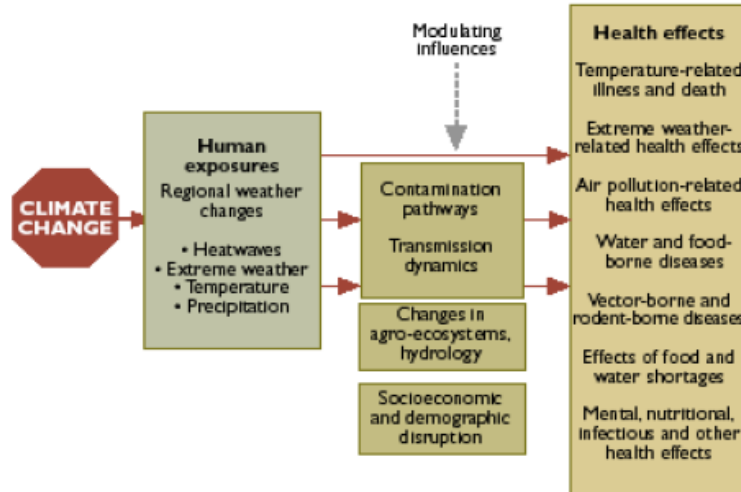 Modulating
influences
CLIMATE
CHANGE
Human
exposures
Regional weather
changes
• Heatwaves
• Extreme weather
• Temperature
• Precipitation
Contamination
pathways
Transmission
dynamics
Changes in
agro-ecosystems,
hydrology
Socioeconomic
and demographic
disruption
Health effects
Temperature-related
illness and death
Extreme weather-
related health effects
Air pollution-related
health effects
Water and food-
borne diseases
Vector-borne and
rodent-borne diseases
Effects of food and
water shortages
Mental, nutritional,
infectious and other
health effects